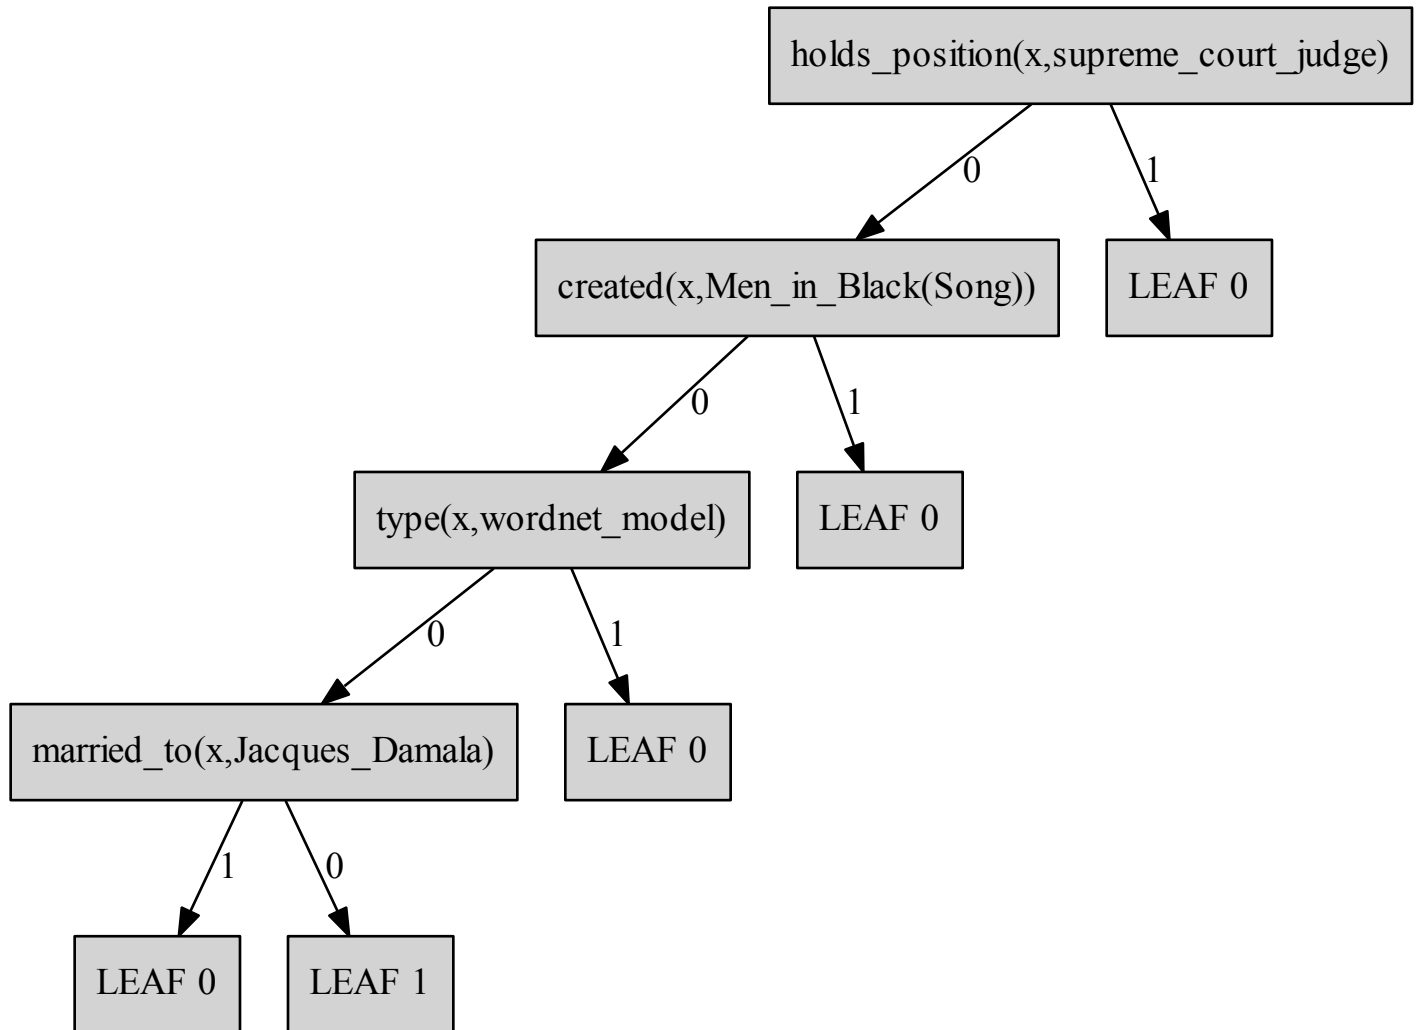 holds_position(x,supreme_court_judge)
0
1
created(x,Men_in_Black(Song))
LEAF 0
0
1
type(x,wordnet_model)
LEAF 0
0
1
married_to(x,Jacques_Damala)
LEAF 0
1
0
LEAF 0
LEAF 1